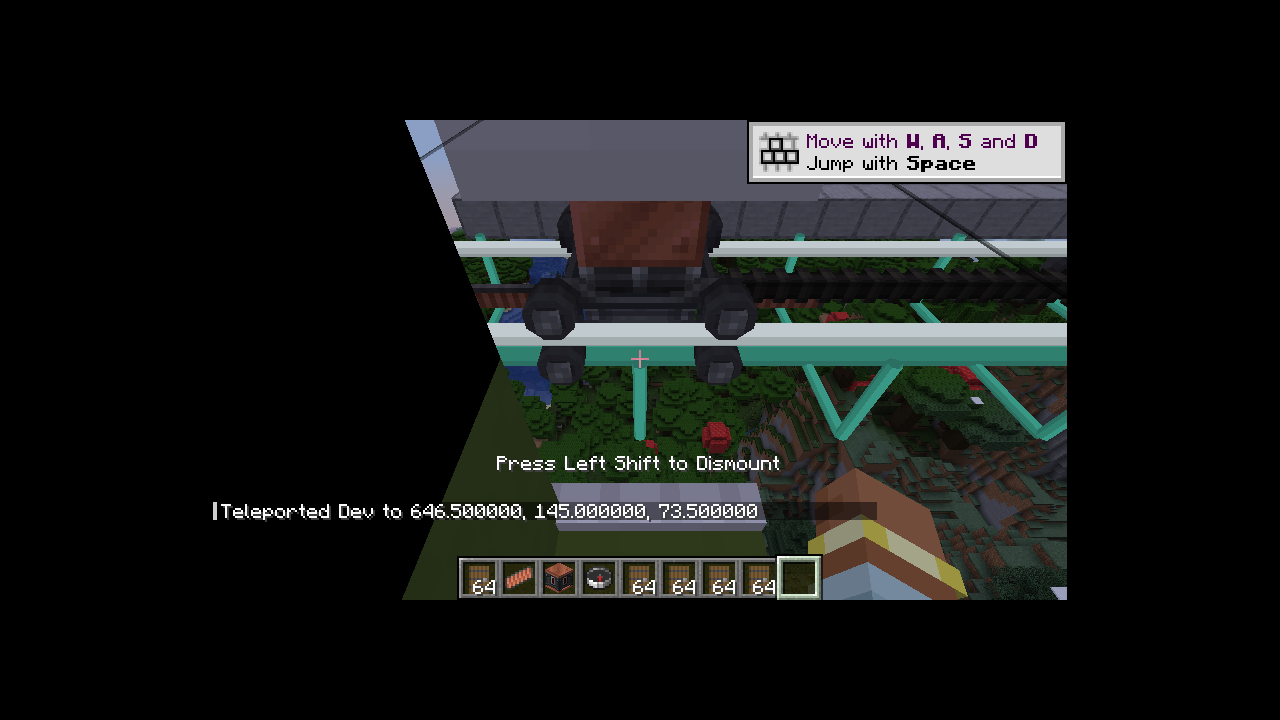 Move with W, A, S and D
Jump with Space
Press Left Shift to Dismount
Teleported Dev to 646.500000, 145.000000, 73.500000
64 64 64 64 64